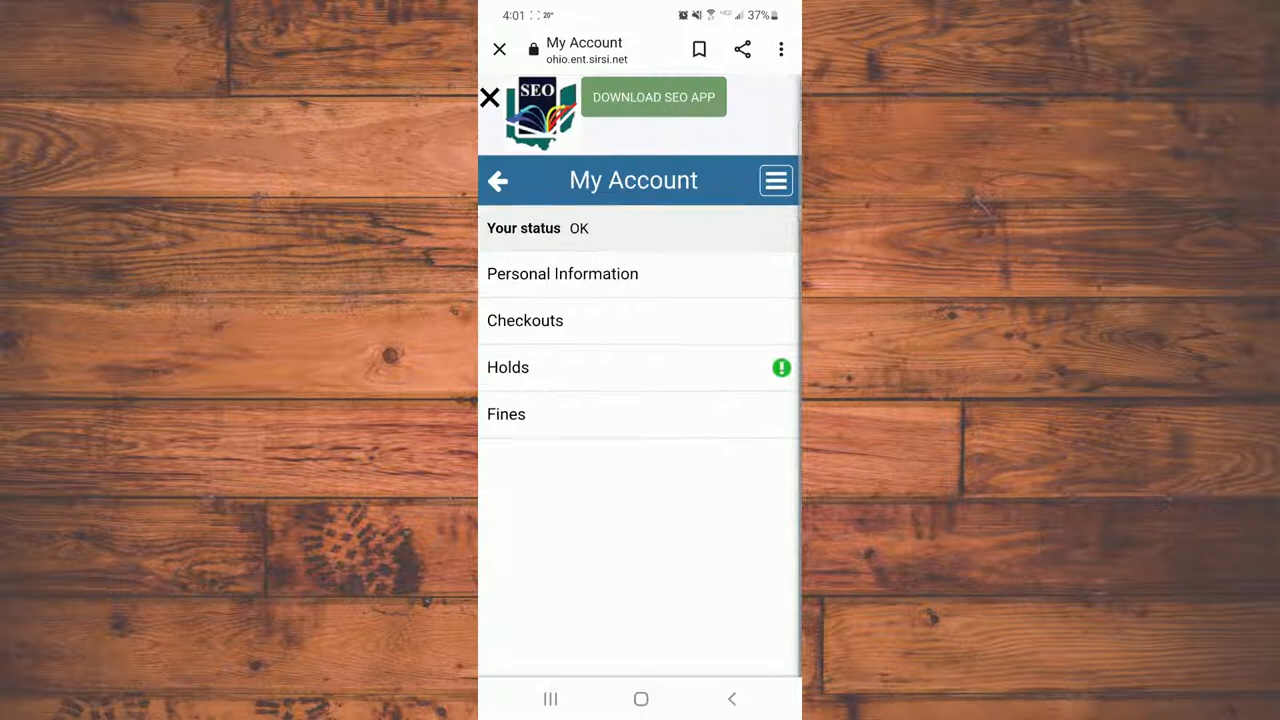 4:01 20°
37%
My Account
ohio.ent.sirsi.net
SEO
DOWNLOAD SEO APP
My Account
Your status OK
Personal Information
Checkouts
Holds
Fines